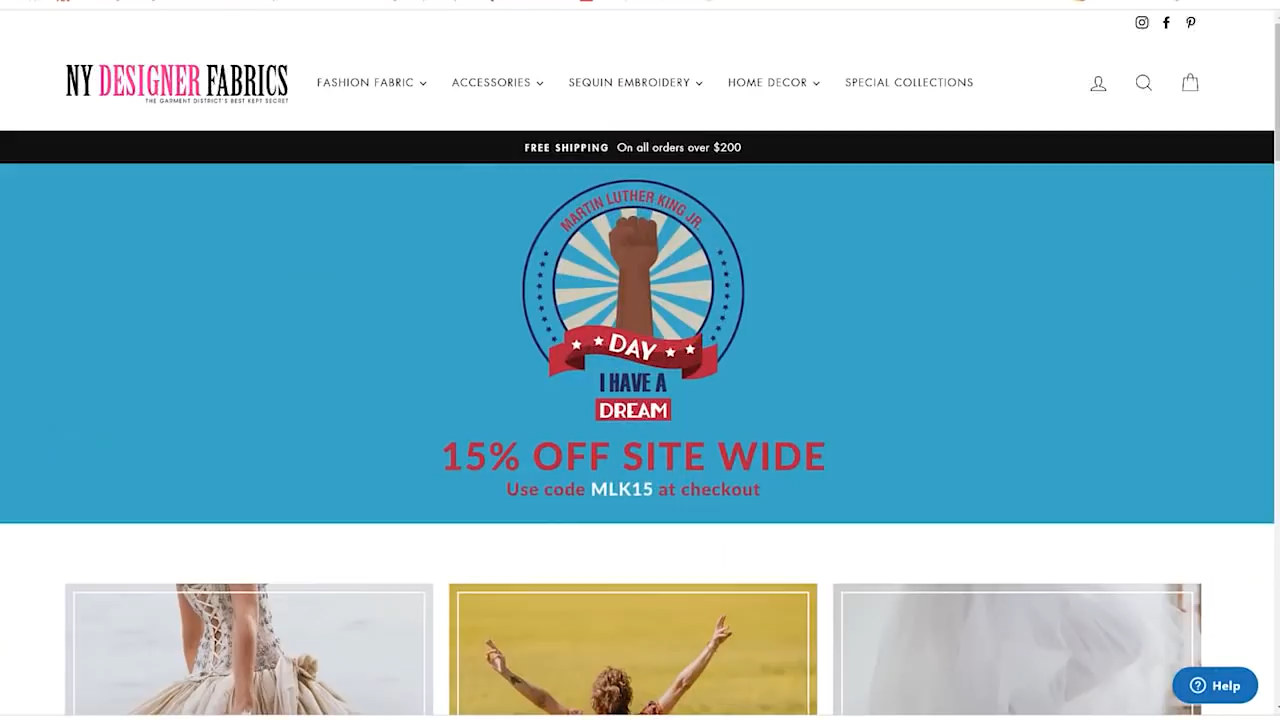 NY DESIGNER FABRICS
THE GARMENT DISTRICT'S BEST KEPT SECRET
FASHION FABRIC ACCESSORIES SEQUIN EMBROIDERY HOME DECOR SPECIAL COLLECTIONS
FREE SHIPPING On all orders over $200
MARTIN LUTHER KING JR.
DAY
I HAVE A
DREAM
15% OFF SITE WIDE
Use code MLK15 at checkout
Help